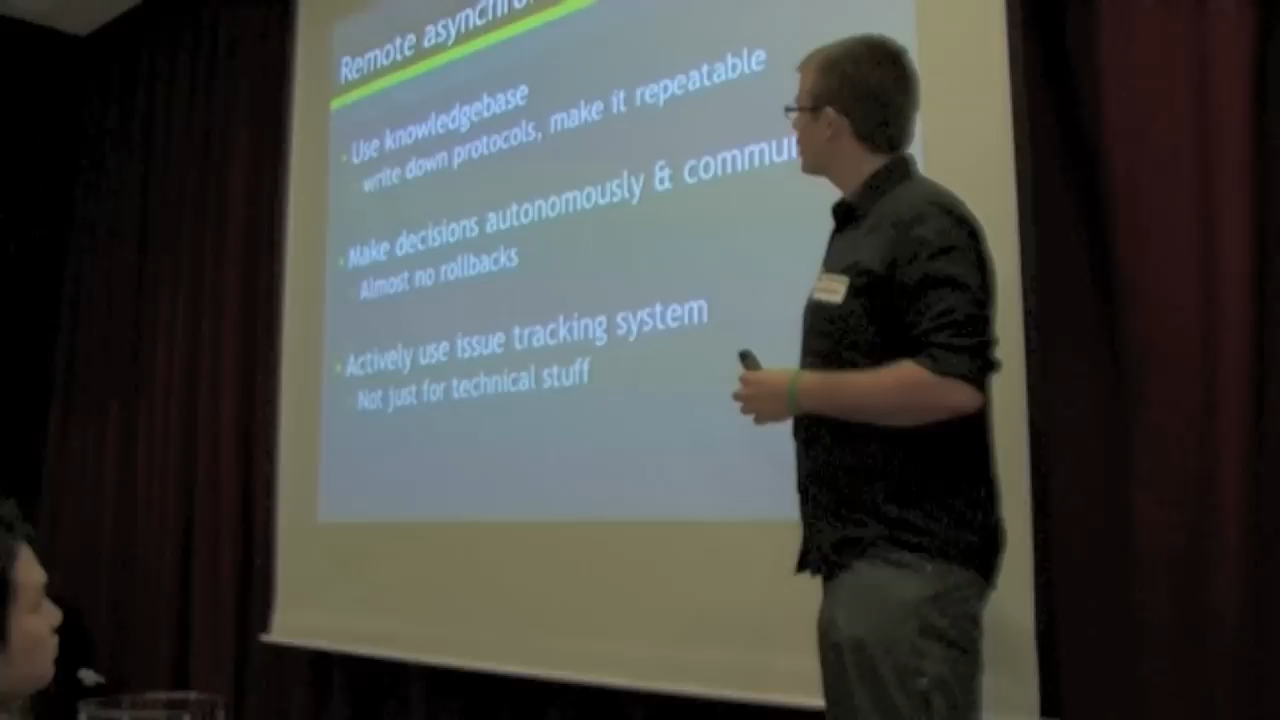 Remote
Use knowledgebase
write down protocols, make it repeatable
Make decisions autonomously &
Almost no rollbacks
Actively use issue tracking system
Not just for technical stuff